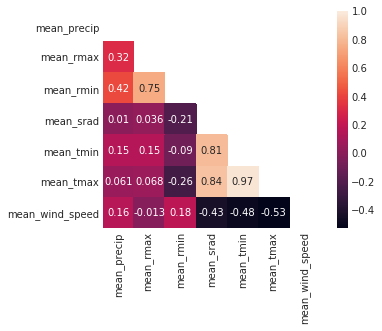 1.0
mean_precip
0.8
mean_rmax
0.32
0.6
mean_rmin
0.42
0.75
0.4
mean_srad
0.01
0.036
-0.21
0.2
mean_tmin
0.15
0.15
-0.09
0.81
0.0
mean_tmax
0.061
0.068
-0.26
0.84
0.97
−0.2
mean_wind_speed
0.16
-0.013
0.18
-0.43
-0.48
-0.53
−0.4
mean_precip
mean_rmax
mean_rmin
mean_srad
mean_tmin
mean_tmax
mean_wind_speed